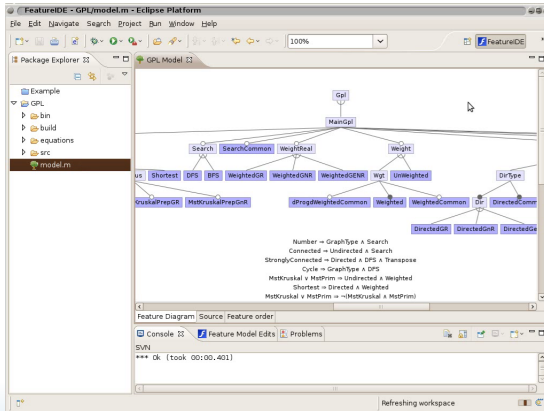 FeatureIDE - GPL/model.m - Eclipse Platform
File Edit Navigate Search Project Run Window Help
100%
FeatureIDE
Package Explorer
GPL Model
Example
GPL
bin
build
equations
src
model.m
Gpl
MainGpl
Search SearchCommon WeightReal Weight DirType
us Shortest DFS BFS WeightedGR WeightedGNR WeightedGENR Wgt UnWeighted
KruskalPrepGR MstKruskalPrepGnR dProgdWeightedCommon Weighted WeightedCommon Dir DirectedComm
DirectedGR DirectedGnR DirectedGe
Number ⇒ GraphType ∧ Search
Connected ⇒ Undirected ∧ Search
StronglyConnected ⇒ Directed ∧ DFS ∧ Transpose
Cycle ⇒ GraphType ∧ DFS
MstKruskal ∨ MstPrim ⇒ Undirected ∧ Weighted
Shortest ⇒ Directed ∧ Weighted
MstKruskal ∨ MstPrim ⇒ ¬(MstKruskal ∧ MstPrim)
Feature Diagram Source Feature order
Console Feature Model Edits Problems
SVN
*** Ok (took 00:00.401)
Refreshing workspace